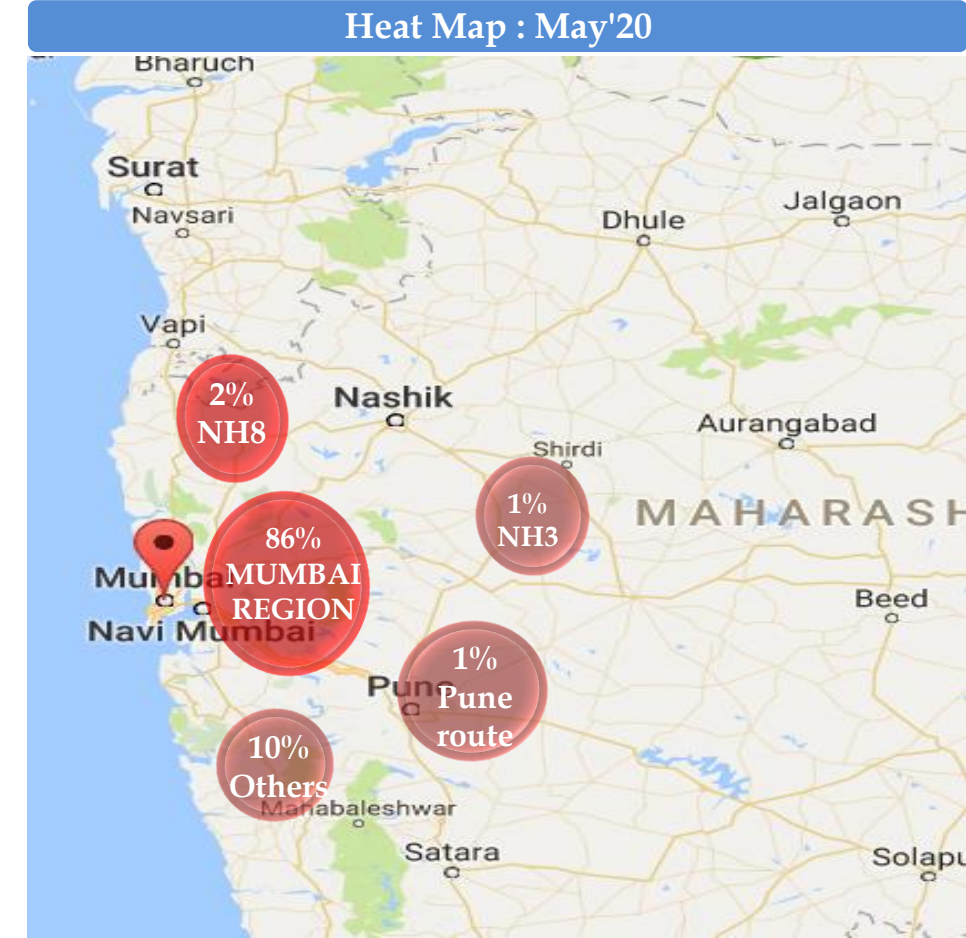 Heat Map : May'20
Bharuch
Surat
Navsari
Dhule
Jalgaon
Vapi
2%
NH8
Nashik
Aurangabad
Shirdi
1%
NH3
MAHARASH
86%
MUMBAI
REGION
Mumbai
Navi Mumbai
Beed
1%
Pune
route
Pune
10%
Others
Mahabaleshwar
Satara
Solapu